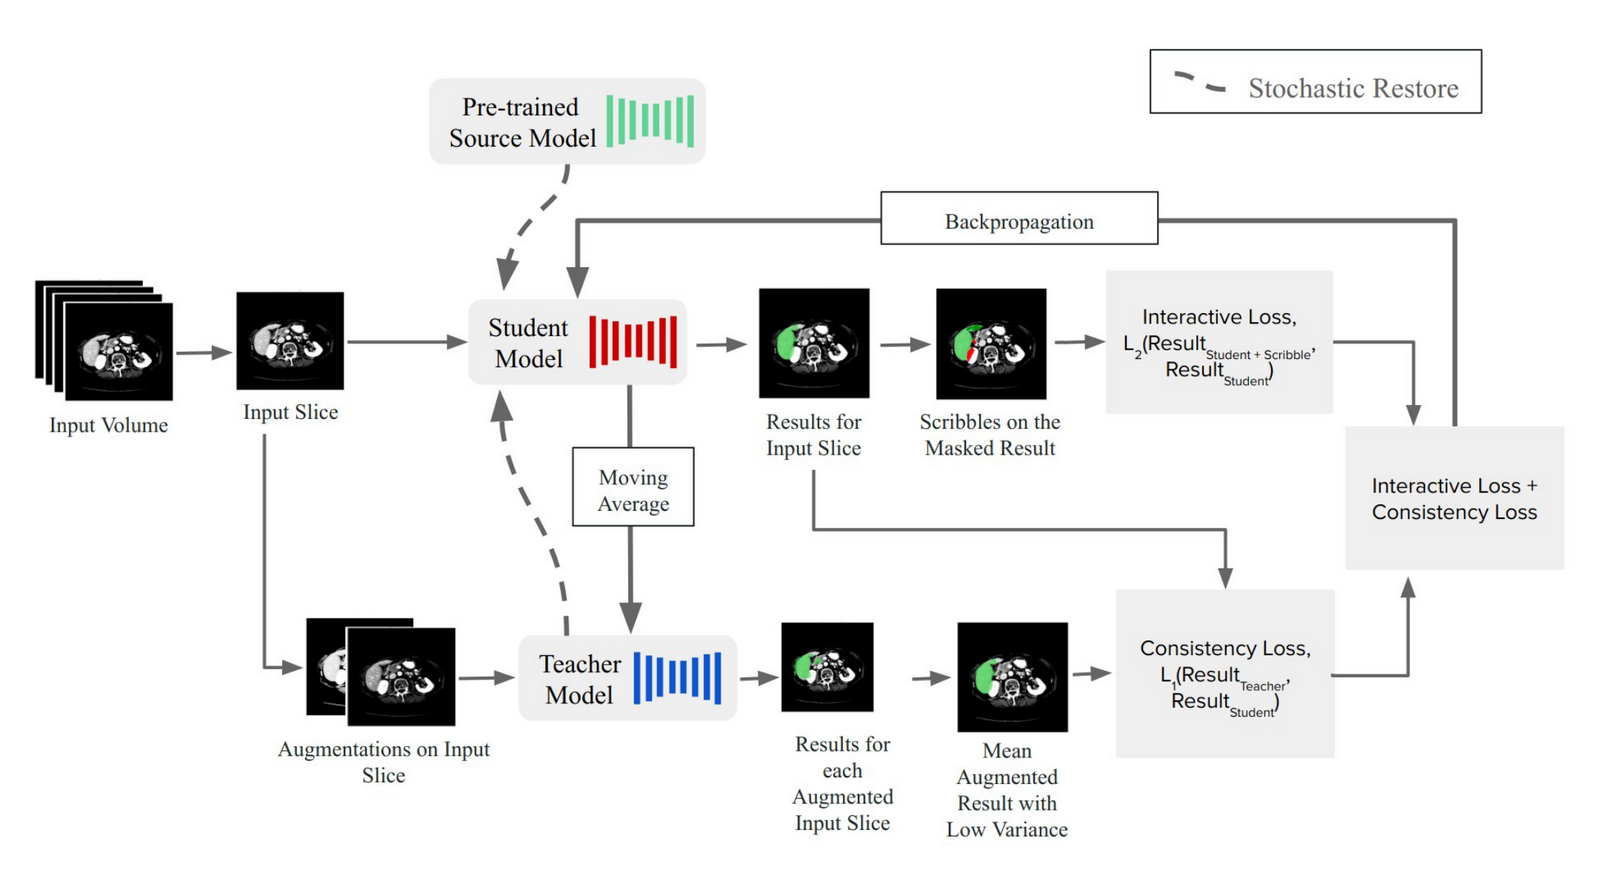 Stochastic Restore
Pre-trained
Source Model
Backpropagation
Student
Model
Input Volume
Input Slice
Results for
Input Slice
Scribbles on the
Masked Result
Interactive Loss,
L2(ResultStudent + Scribble,
ResultStudent)
Moving
Average
Interactive Loss +
Consistency Loss
Augmentations on Input
Slice
Teacher
Model
Results for
each
Augmented
Input Slice
Mean
Augmented
Result with
Low Variance
Consistency Loss,
L1(ResultTeacher,
ResultStudent)